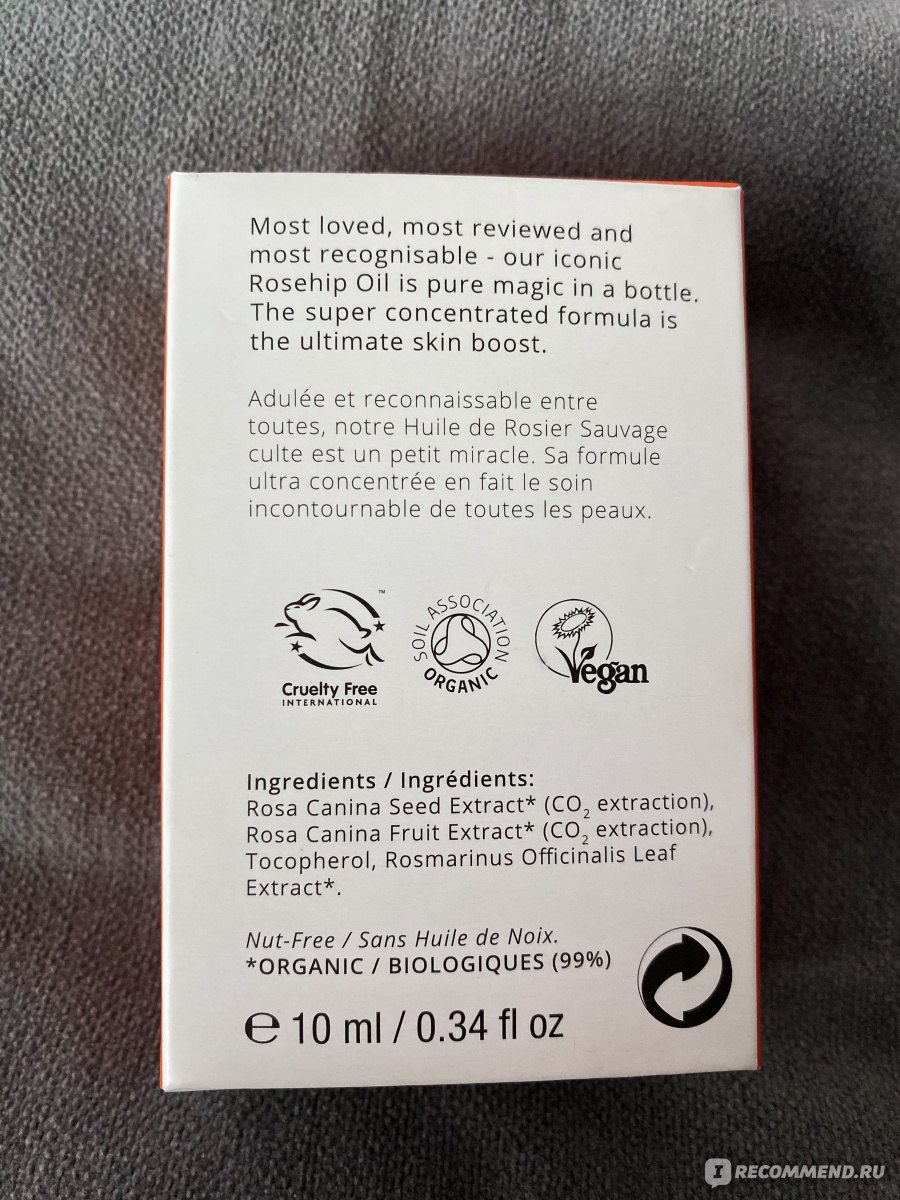 Most loved, most reviewed and
most recognisable - our iconic
Rosehip Oil is pure magic in a bottle.
The super concentrated formula is
the ultimate skin boost.
Adulée et reconnaissable entre
toutes, notre Huile de Rosier Sauvage
culte est un petit miracle. Sa formule
ultra concentrée en fait le soin
incontournable de toutes les peaux.
TM
Cruelty Free
INTERNATIONAL
SOIL ASSOCIATION
ORGANIC
Vegan
Ingredients / Ingrédients:
Rosa Canina Seed Extract* (CO₂ extraction),
Rosa Canina Fruit Extract* (CO₂ extraction),
Tocopherol, Rosmarinus Officinalis Leaf
Extract*.
Nut-Free / Sans Huile de Noix.
*ORGANIC / BIOLOGIQUES (99%)
℮ 10 ml / 0.34 fl oz
IRECOMMEND.RU